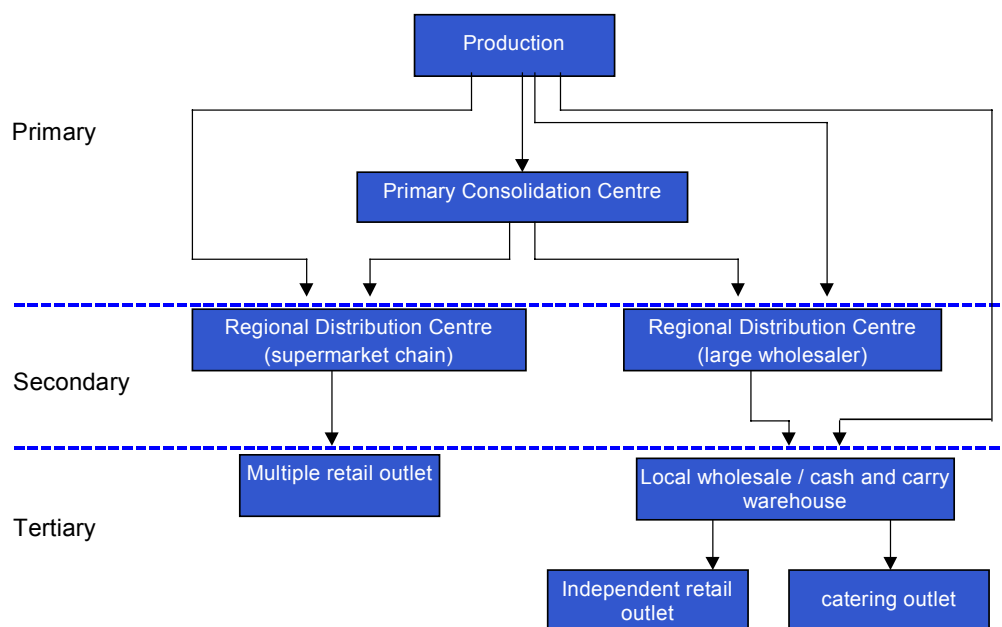 Production
Primary
Primary Consolidation Centre
Regional Distribution Centre
(supermarket chain)
Regional Distribution Centre
(large wholesaler)
Secondary
Multiple retail outlet
Local wholesale / cash and carry
warehouse
Tertiary
Independent retail
outlet
catering outlet